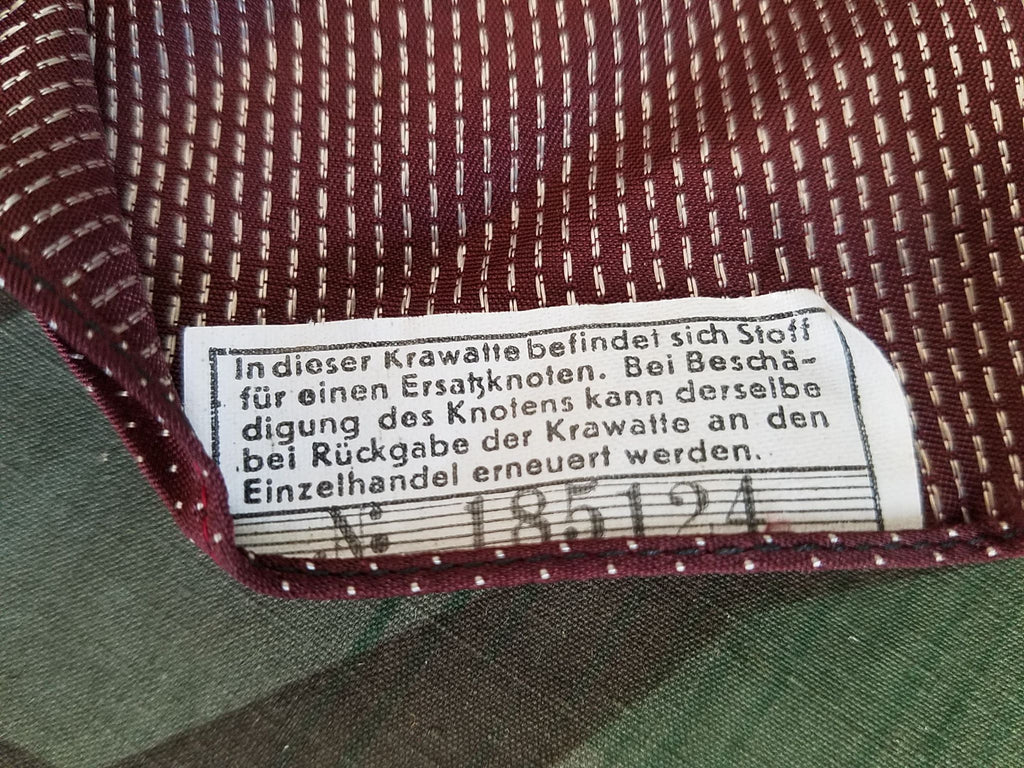 In dieser Krawatte befindet sich Stoff
für einen Ersatzknoten. Bei Beschä-
digung des Knotens kann derselbe
bei Rückgabe der Krawatte an den
Einzelhandel erneuert werden.
No. 185124